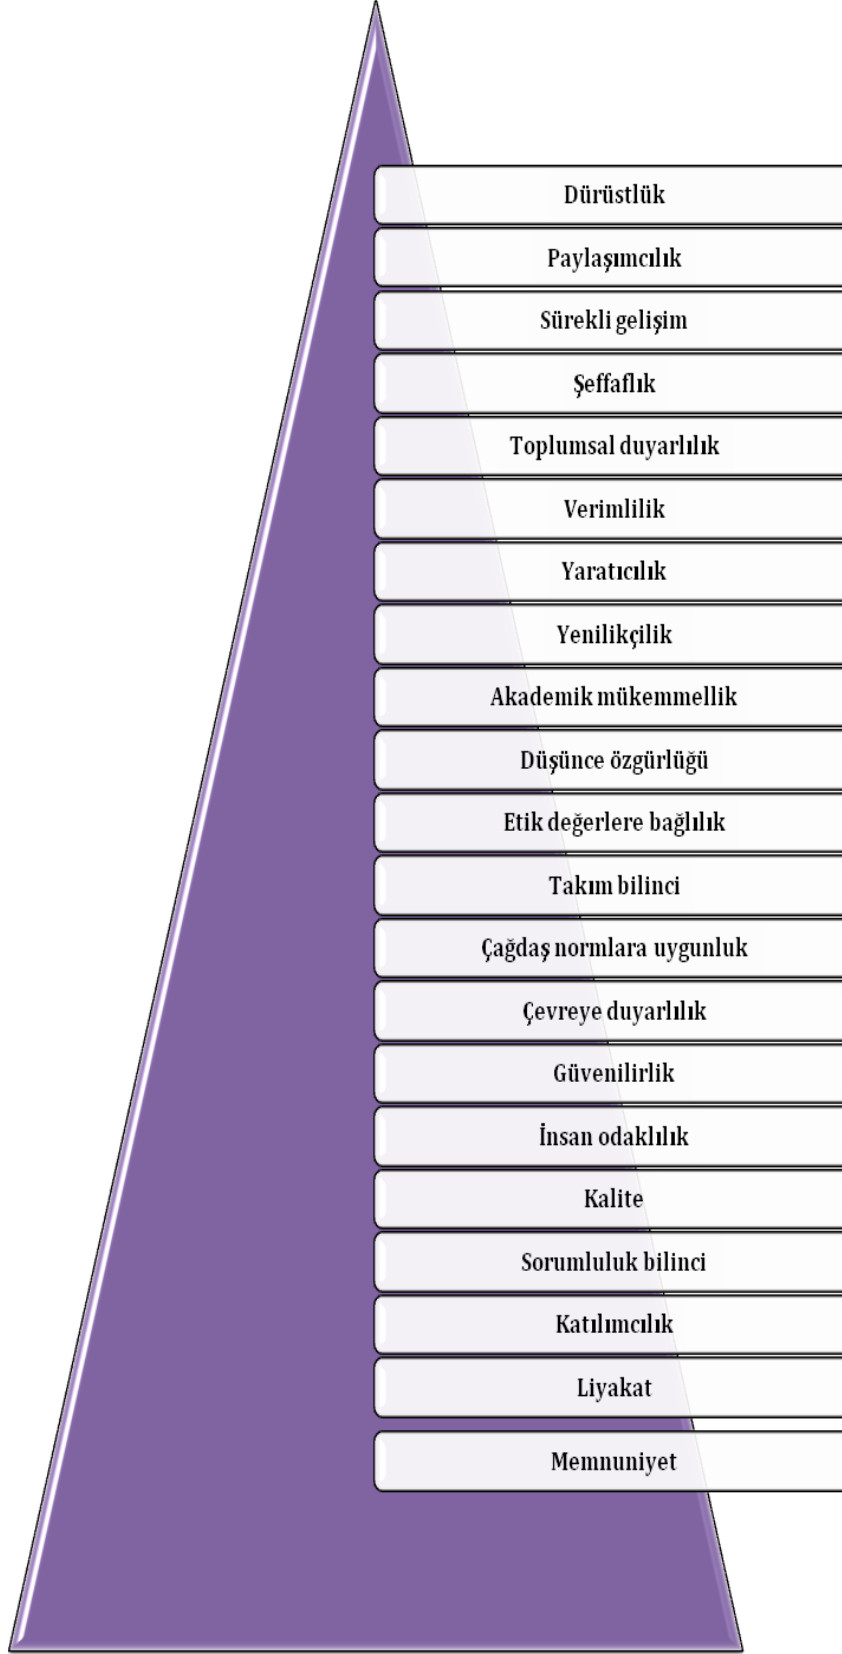 Dürüstlük
Paylaşımcılık
Sürekli gelişim
Şeffaflık
Toplumsal duyarlılık
Verimlilik
Yaratıcılık
Yenilikçilik
Akademik mükemmellik
Düşünce özgürlüğü
Etik değerlere bağlılık
Takım bilinci
Çağdaş normlara uygunluk
Çevreye duyarlılık
Güvenilirlik
İnsan odaklılık
Kalite
Sorumluluk bilinci
Katılımcılık
Liyakat
Memnuniyet